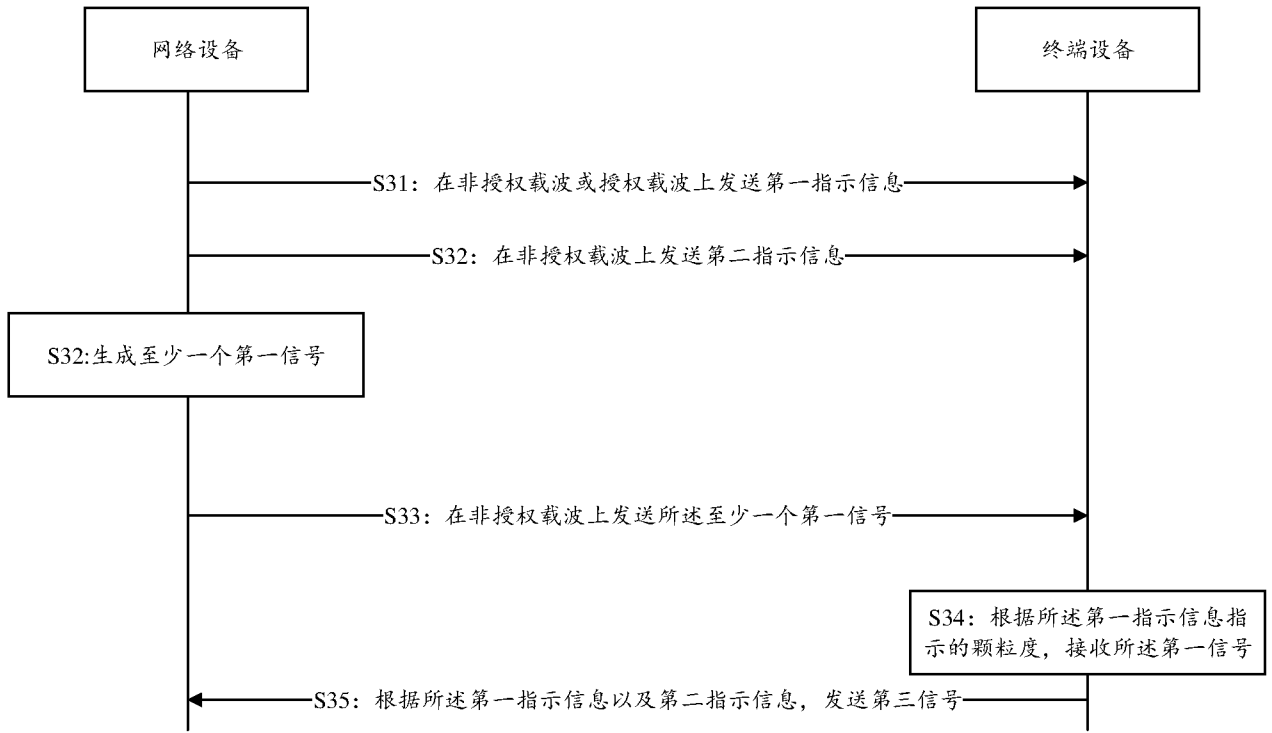 网络设备
终端设备
S31：在非授权载波或授权载波上发送第一指示信息
S32：在非授权载波上发送第二指示信息
S32:生成至少一个第一信号
S33：在非授权载波上发送所述至少一个第一信号
S34：根据所述第一指示信息指
示的颗粒度，接收所述第一信号
S35：根据所述第一指示信息以及第二指示信息，发送第三信号